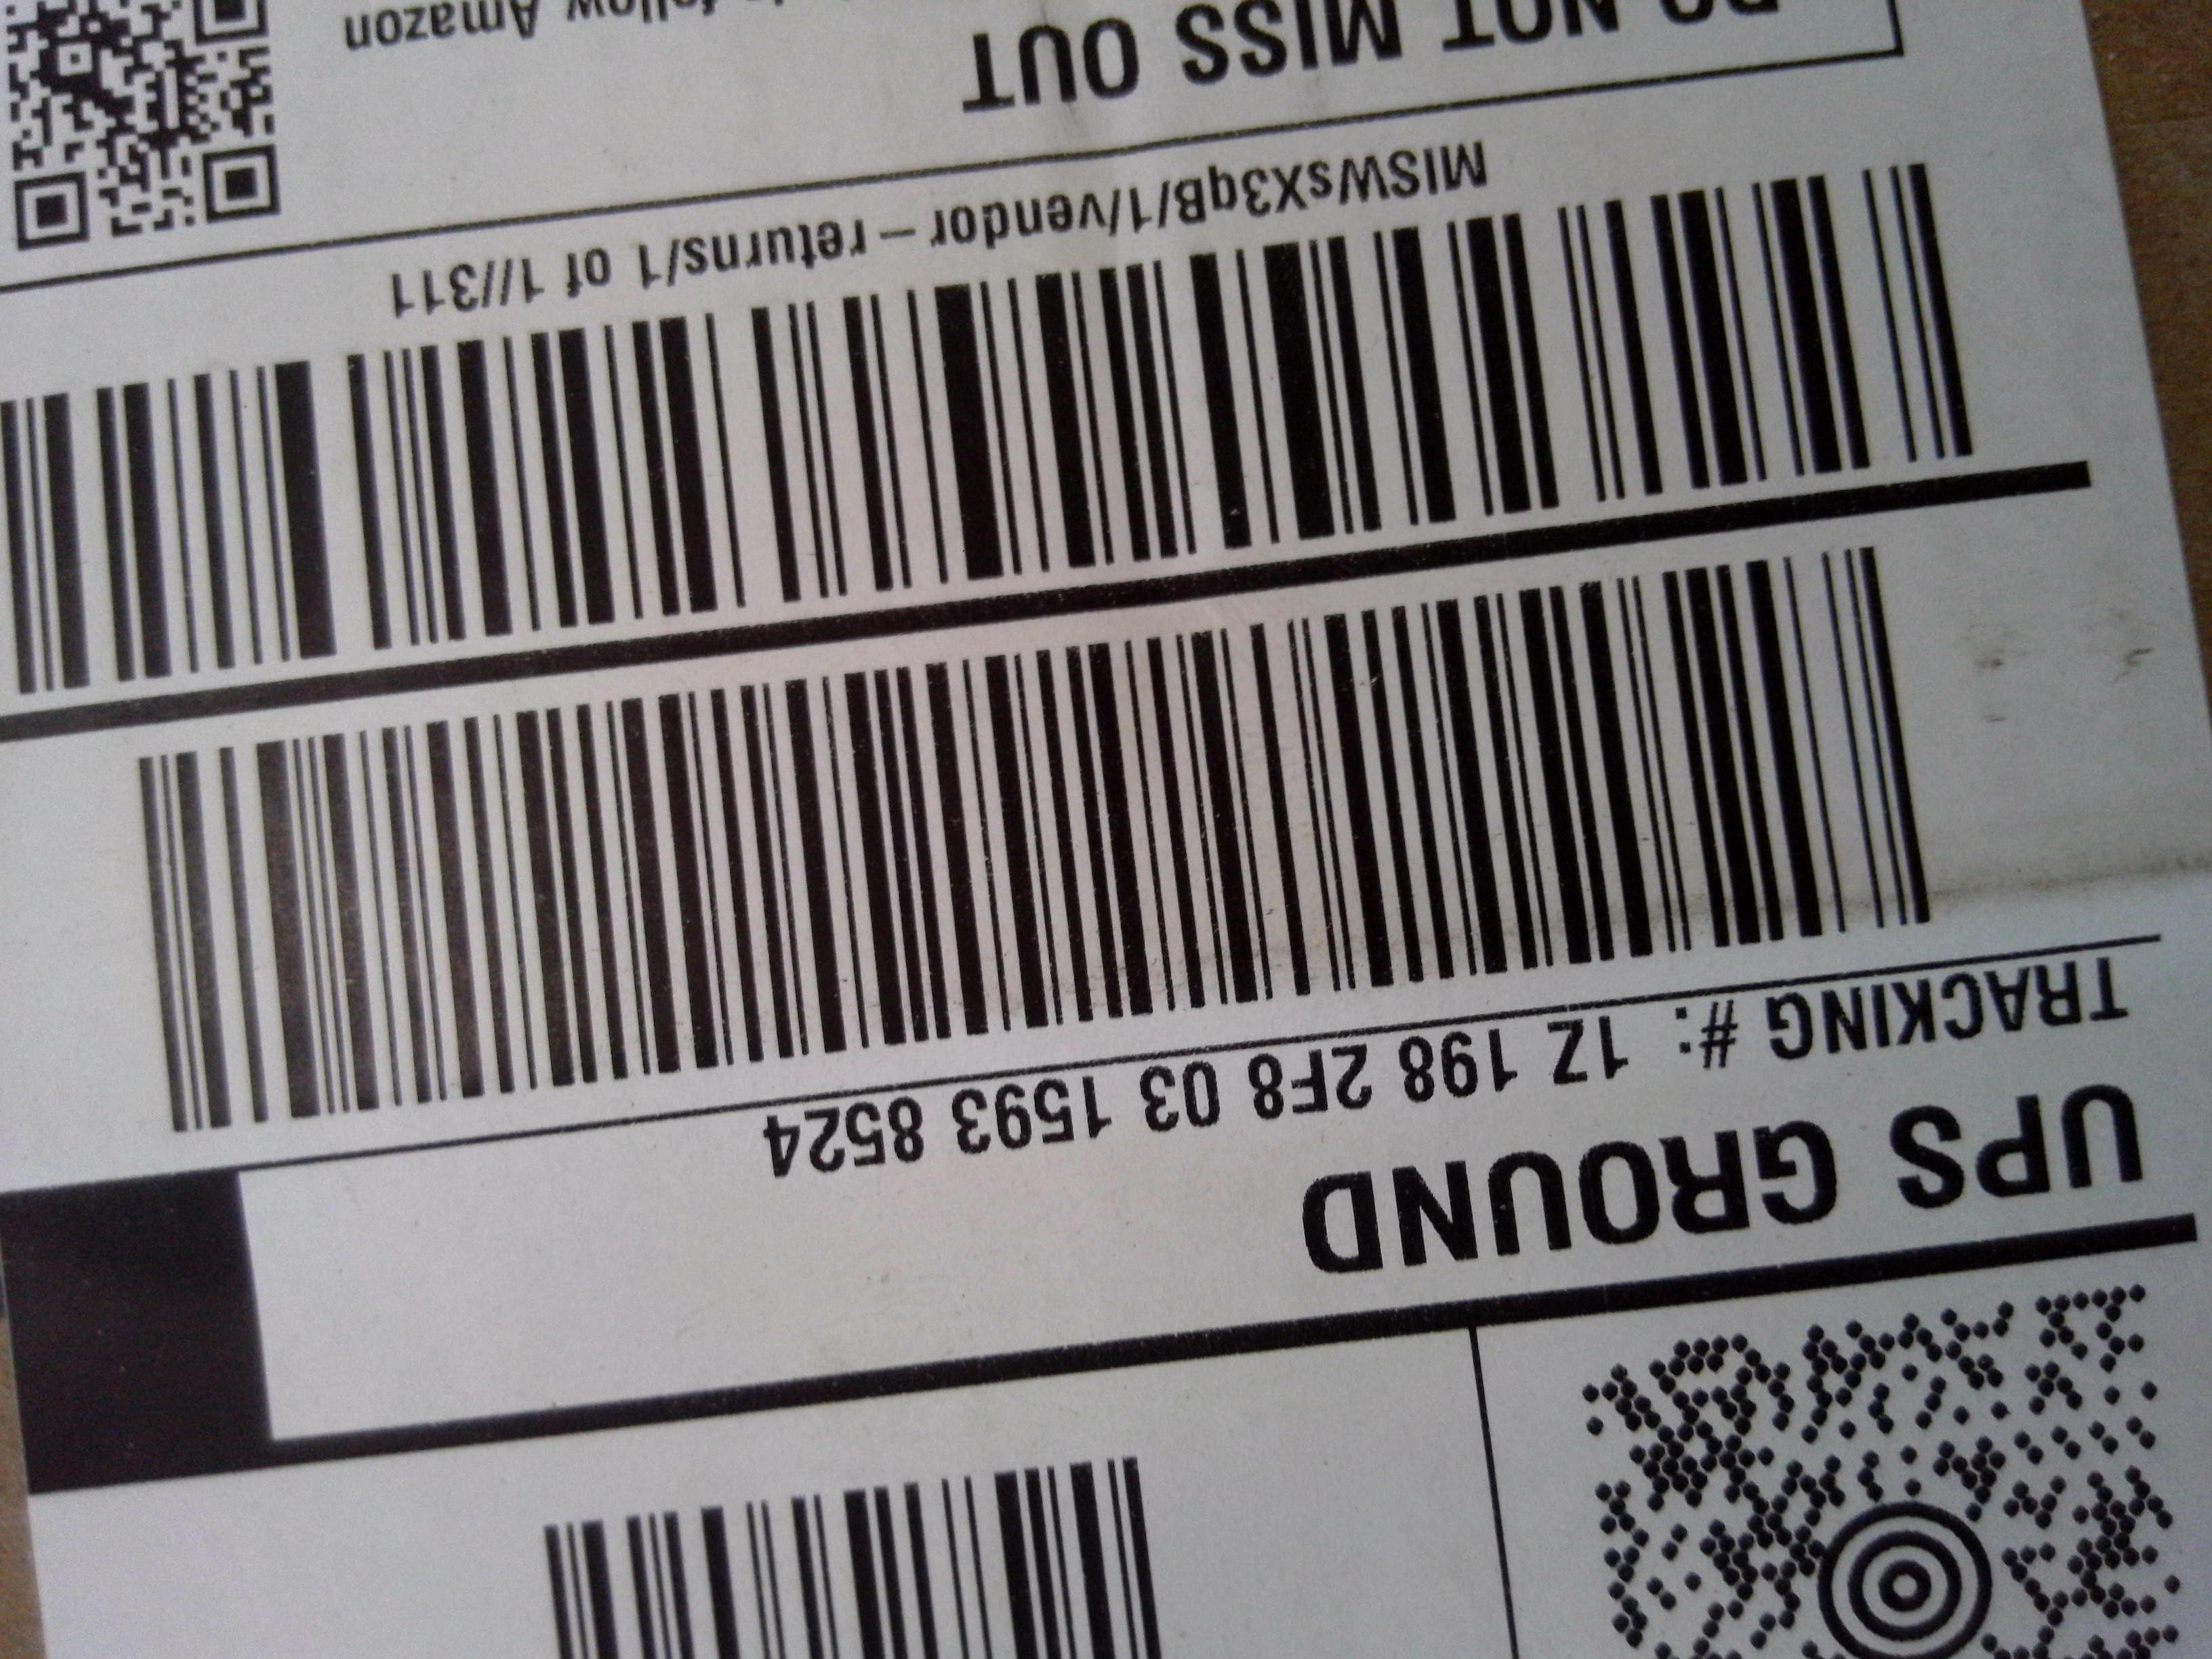 UPS GROUND
TRACKING #: 1Z 198 2F8 03 1593 8524
MISWsX3qB/1/vendor – returns/1 of 1//311
DO NOT MISS OUT
follow Amazon